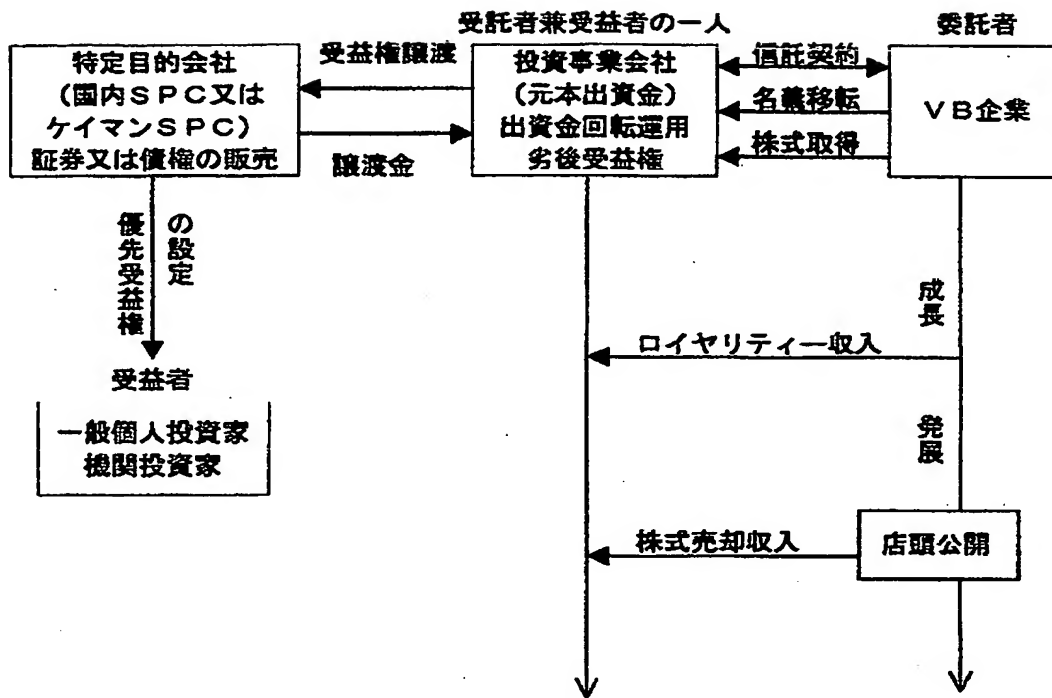 受託者兼受益者の一人
委託者
特定目的会社
（国内ＳＰＣ又は
ケイマンＳＰＣ）
証券又は債権の販売
受益権譲渡
譲渡金
投資事業会社
（元本出資金）
出資金回転運用
劣後受益権
信託契約
名義移転
株式取得
ＶＢ企業
優先受益権
の設定
受益者
一般個人投資家
機関投資家
成長
ロイヤリティー収入
発展
株式売却収入
店頭公開